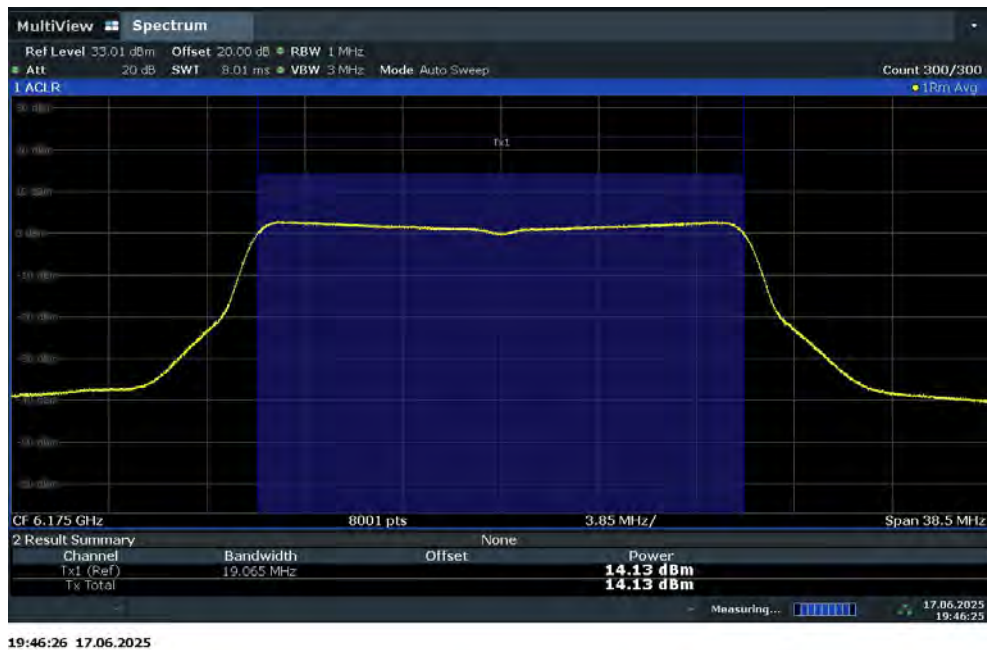 MultiView Spectrum
Ref Level 33.01 dBm Offset 20.00 dB RBW 1 MHz
Att 20 dB SWT 8.01 ms VBW 3 MHz Mode Auto Sweep Count 300/300
1 ACLR 1Rm Avg
Tx1
0 dBm
CF 6.175 GHz 8001 pts 3.85 MHz/ Span 38.5 MHz
2 Result Summary None
Channel Bandwidth Offset Power
Tx1 (Ref) 19.065 MHz 14.13 dBm
Tx Total 14.13 dBm
Measuring... 17.06.2025
19:46:25
19:46:26 17.06.2025